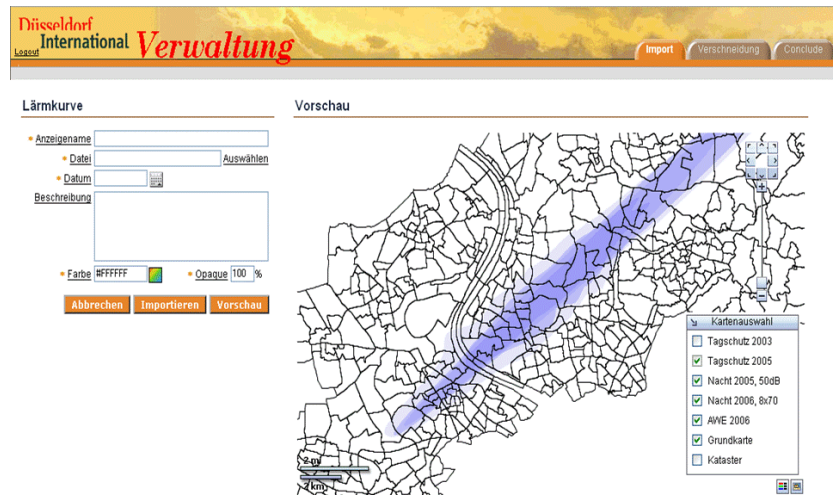 Düsseldorf
International Verwaltung
Logout
Import
Verschneidung
Conclude
Lärmkurve
Vorschau
Anzeigename
Datei
Auswählen
Datum
Beschreibung
Farbe #FFFFFF
Opaque 100 %
Abbrechen
Importieren
Vorschau
Kartenauswahl
Tagschutz 2003
Tagschutz 2005
Nacht 2005, 50dB
Nacht 2006, 8x70
AWE 2006
Grundkarte
Kataster
2 mi
2 km